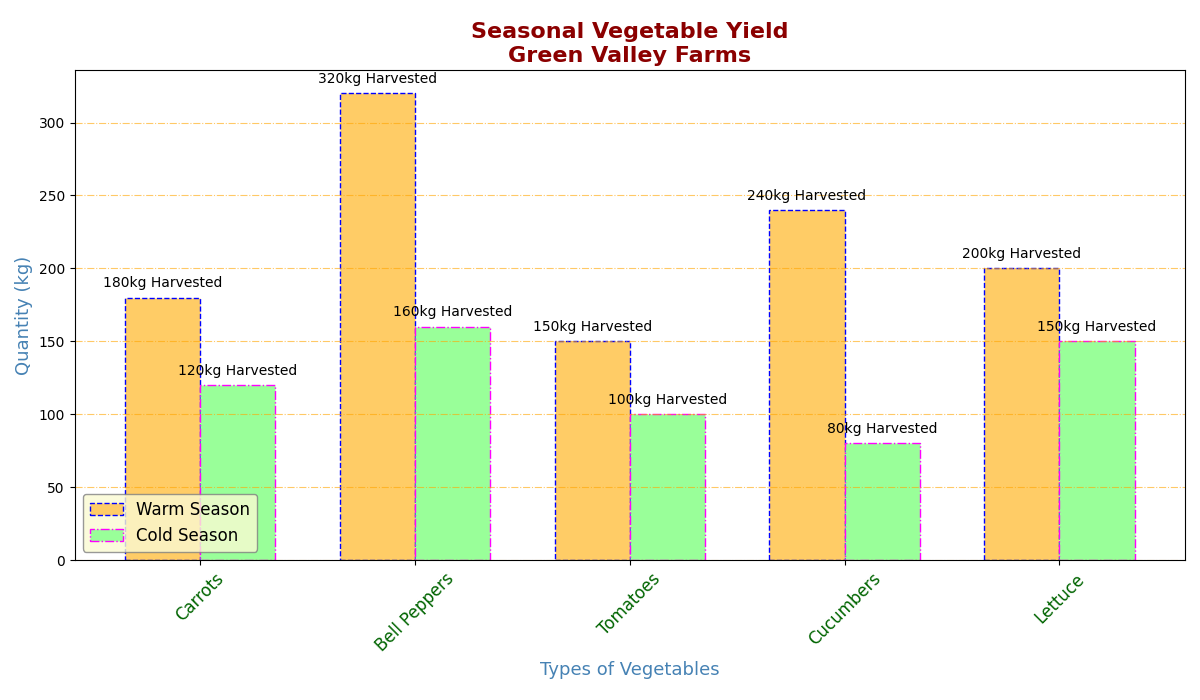 Seasonal Vegetable Yield
Green Valley Farms
Quantity (kg)
300
250
200
150
100
50
0
320kg Harvested
240kg Harvested
200kg Harvested
180kg Harvested
160kg Harvested
150kg Harvested
150kg Harvested
120kg Harvested
100kg Harvested
80kg Harvested
Warm Season
Cold Season
Carrots
Bell Peppers
Tomatoes
Cucumbers
Lettuce
Types of Vegetables